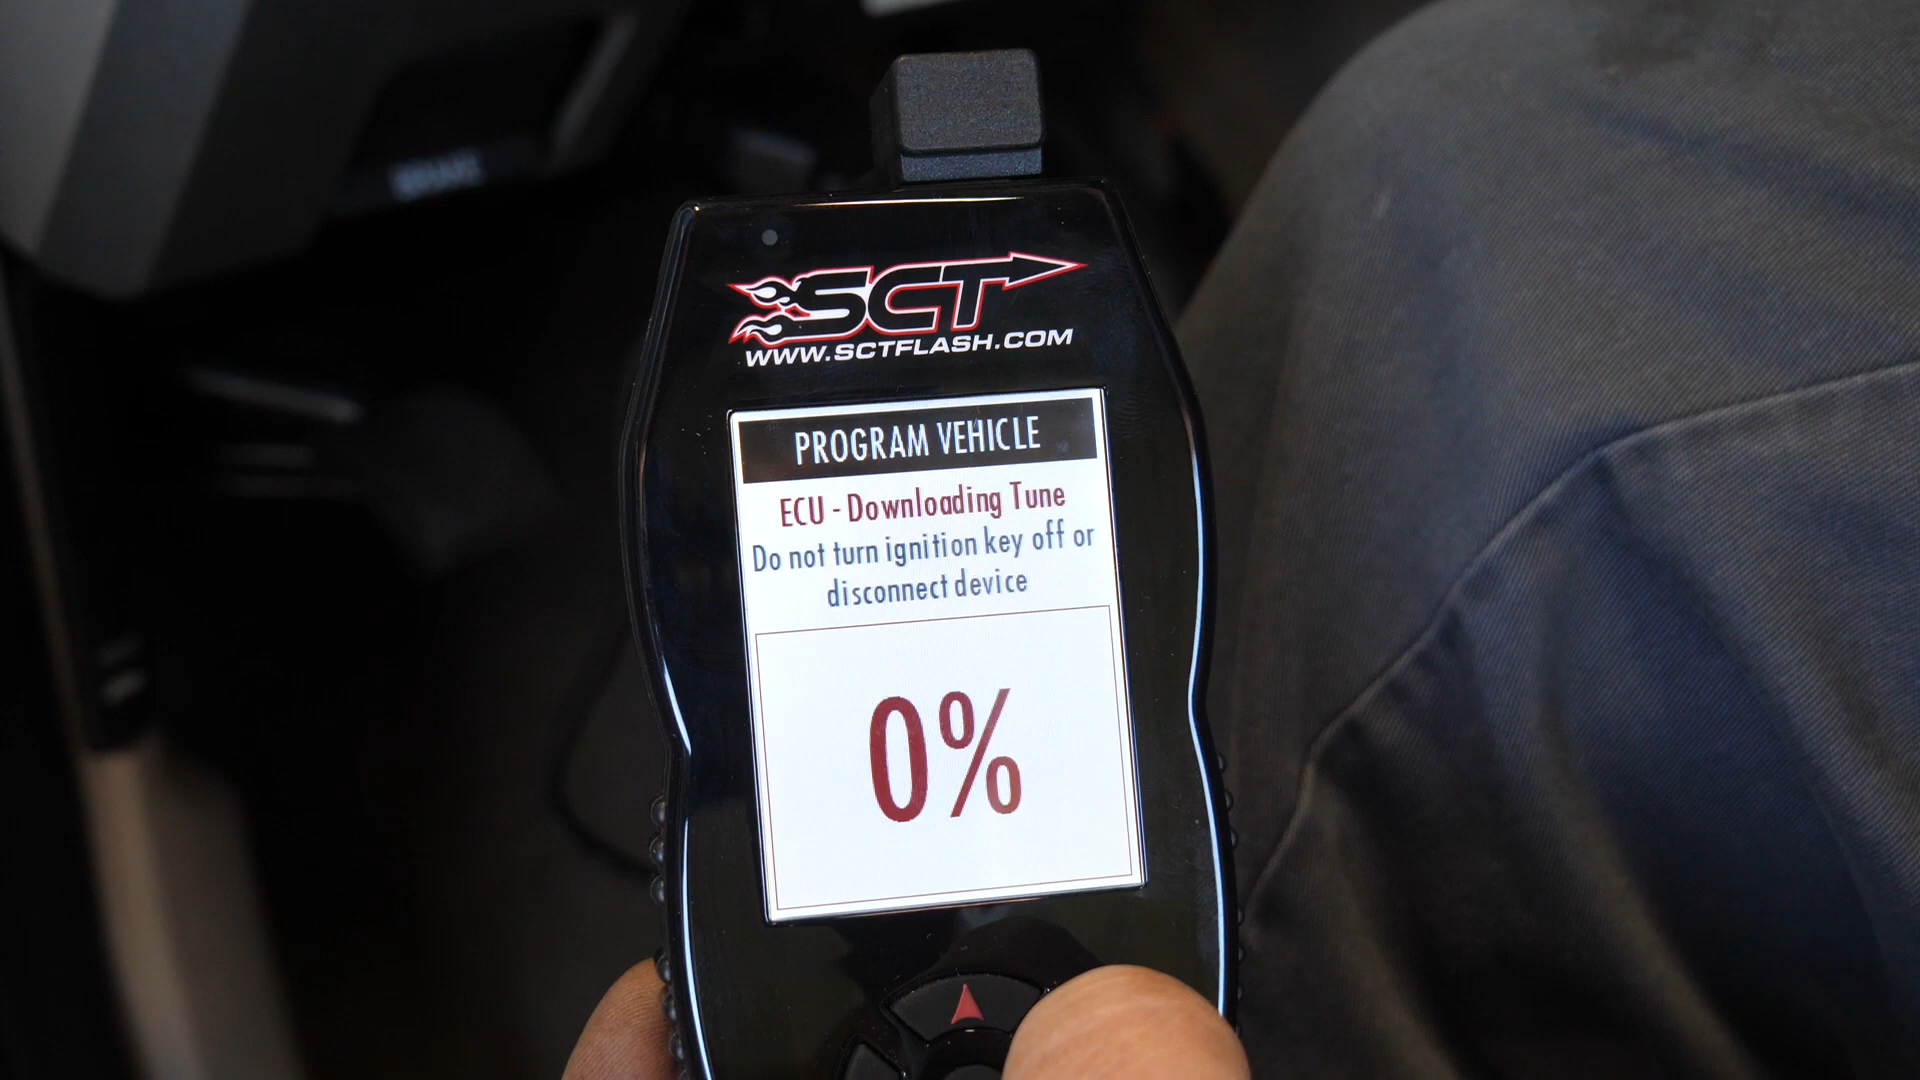 SCT
WWW.SCTFLASH.COM
PROGRAM VEHICLE
ECU - Downloading Tune
Do not turn ignition key off or
disconnect device
0%